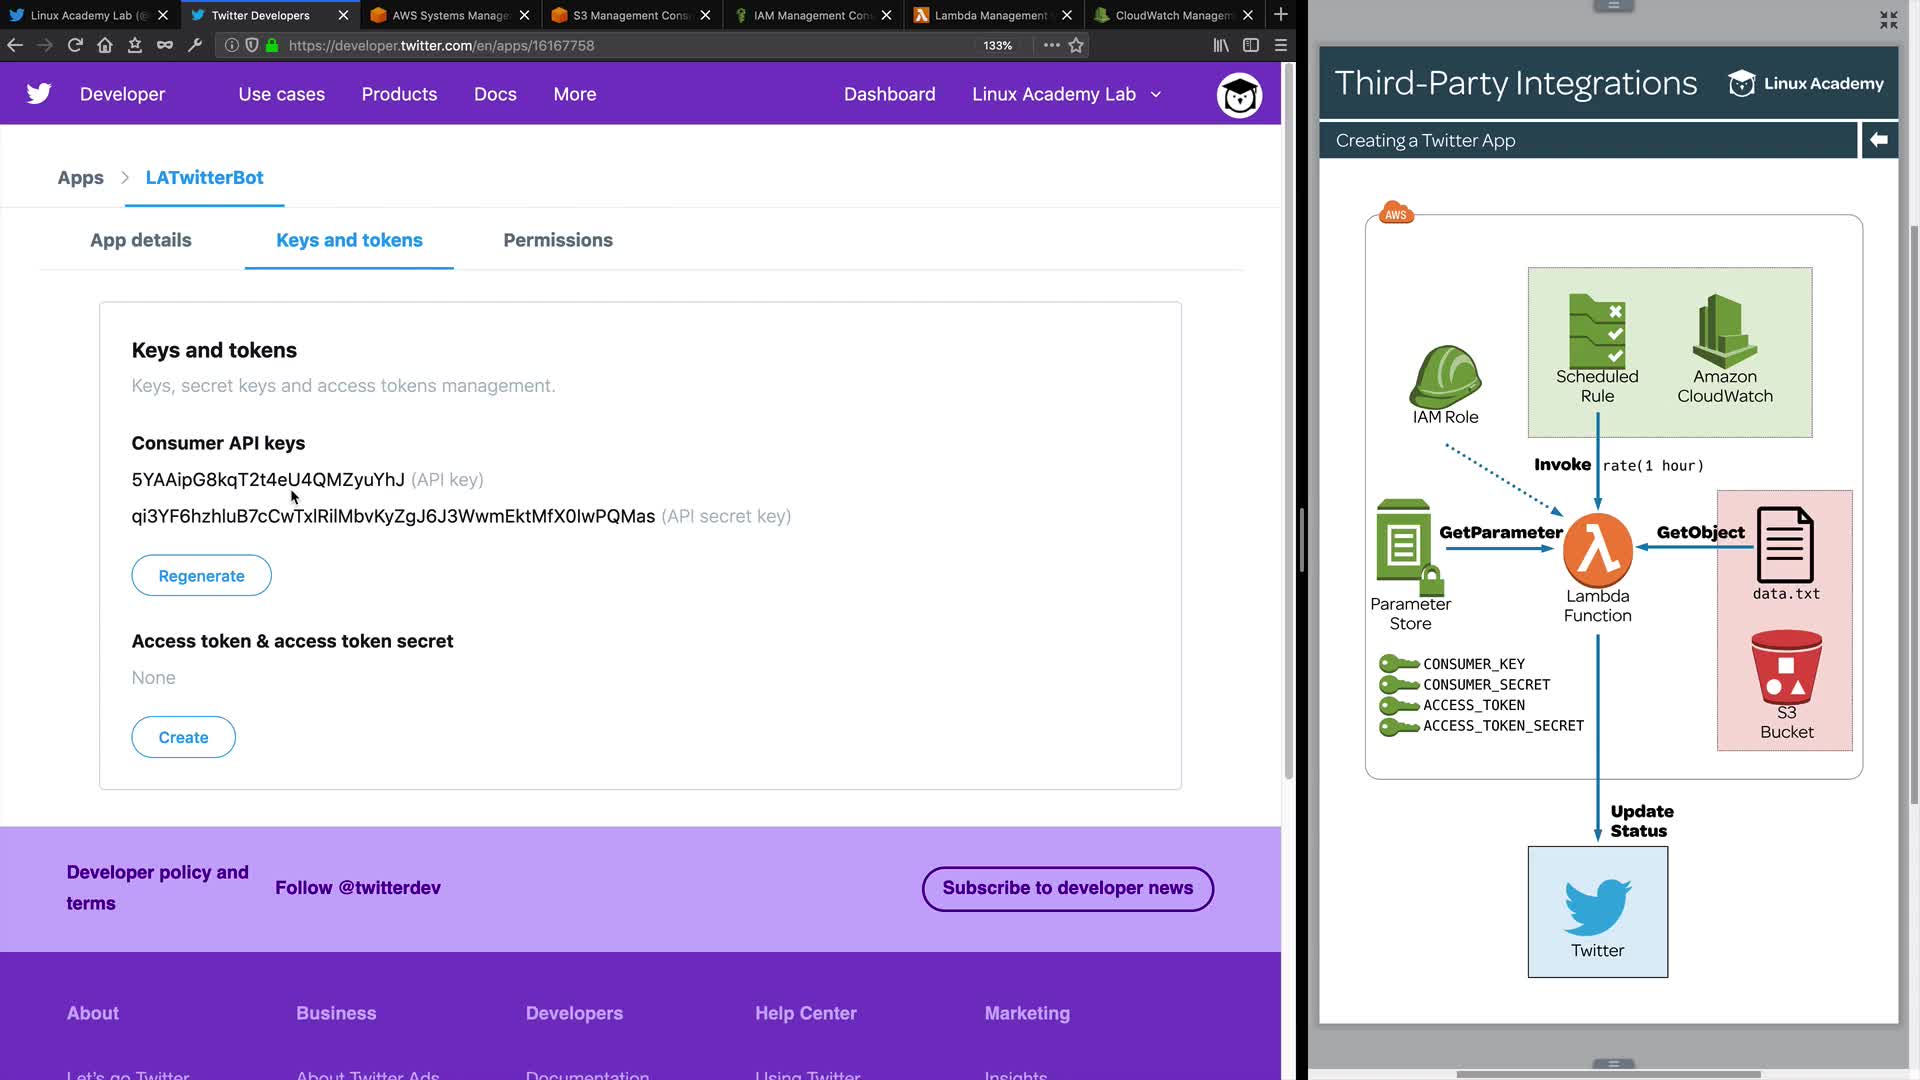 Linux Academy Lab (@
Twitter Developers
AWS Systems Manage
S3 Management Cons
IAM Management Con
Lambda Management
CloudWatch Managem
https://developer.twitter.com/en/apps/16167758
133%
Developer
Use cases
Products
Docs
More
Dashboard
Linux Academy Lab
Apps
LATwitterBot
App details
Keys and tokens
Permissions
Keys and tokens
Keys, secret keys and access tokens management.
Consumer API keys
5YAAipG8kqT2t4eU4QMZyuYhJ (API key)
qi3YF6hzhluB7cCwTxlRilMbvKyZgJ6J3WwmEktMfX0lwPQMas (API secret key)
Regenerate
Access token & access token secret
None
Create
Developer policy and
terms
Follow @twitterdev
Subscribe to developer news
About
Business
Developers
Help Center
Marketing
Let's go Twitter
About Twitter Ads
Documentation
Using Twitter
Insights
Third-Party Integrations
Linux Academy
Creating a Twitter App
AWS
Scheduled
Rule
Amazon
CloudWatch
IAM Role
Invoke rate(1 hour)
GetParameter
GetObject
data.txt
Lambda
Function
Parameter
Store
CONSUMER_KEY
CONSUMER_SECRET
ACCESS_TOKEN
ACCESS_TOKEN_SECRET
S3
Bucket
Update
Status
Twitter